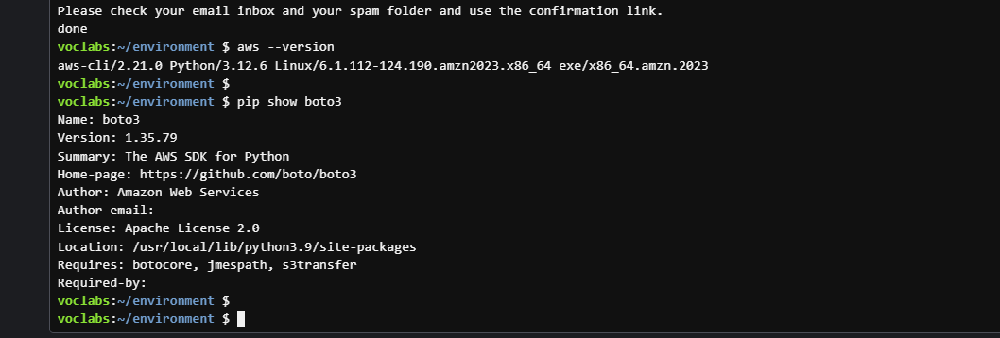 Please check your email inbox and your spam folder and use the confirmation link.
done
voclabs:~/environment $ aws --version
aws-cli/2.21.0 Python/3.12.6 Linux/6.1.112-124.190.amzn2023.x86_64 exe/x86_64.amzn.2023
voclabs:~/environment $
voclabs:~/environment $ pip show boto3
Name: boto3
Version: 1.35.79
Summary: The AWS SDK for Python
Home-page: https://github.com/boto/boto3
Author: Amazon Web Services
Author-email:
License: Apache License 2.0
Location: /usr/local/lib/python3.9/site-packages
Requires: botocore, jmespath, s3transfer
Required-by:
voclabs:~/environment $
voclabs:~/environment $